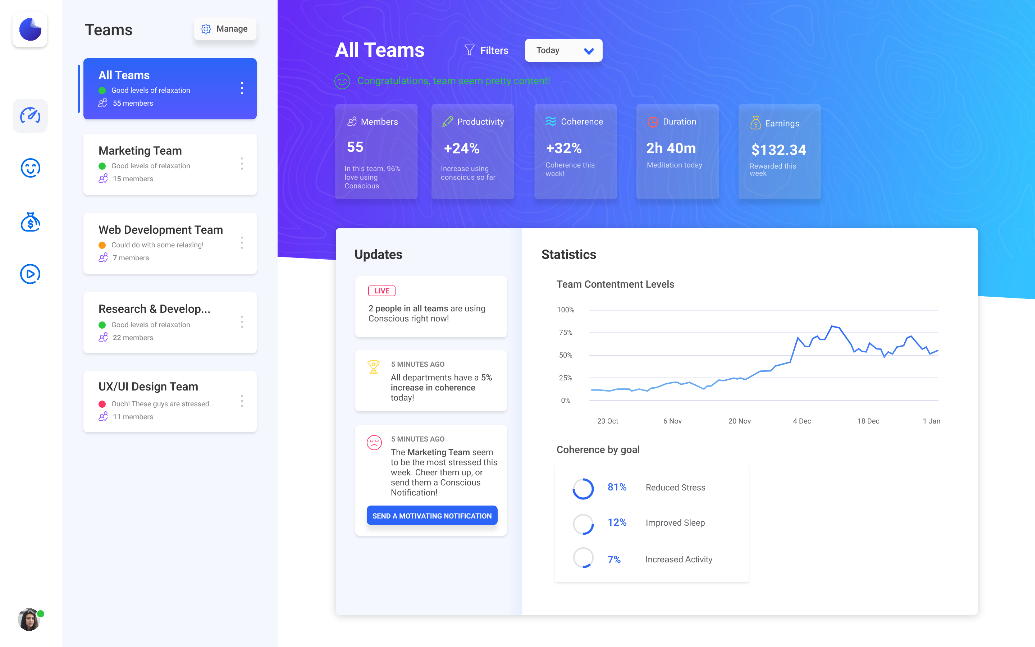 Teams
Manage
All Teams
Good levels of relaxation
55 members
Marketing Team
Good levels of relaxation
15 members
Web Development Team
Could do with some relaxing!
7 members
Research & Develop...
Good levels of relaxation
22 members
UX/UI Design Team
Ouch! These guys are stressed
11 members
All Teams
Filters
Today
Congratulations, team seem pretty content!
Members
55
In this team, 96%
love using
Conscious
Productivity
+24%
Increase using
conscious so far
Coherence
+32%
Coherence this
week!
Duration
2h 40m
Meditation today
Earnings
$132.34
Rewarded this
week
Updates
LIVE
2 people in all teams are using
Conscious right now!
5 MINUTES AGO
All departments have a 5%
increase in coherence
today!
5 MINUTES AGO
The Marketing Team seem
to be the most stressed this
week. Cheer them up, or
send them a Conscious
Notification!
SEND A MOTIVATING NOTIFICATION
Statistics
Team Contentment Levels
100%
75%
50%
25%
0%
23 Oct
6 Nov
20 Nov
4 Dec
18 Dec
1 Jan
Coherence by goal
81% Reduced Stress
12% Improved Sleep
7% Increased Activity